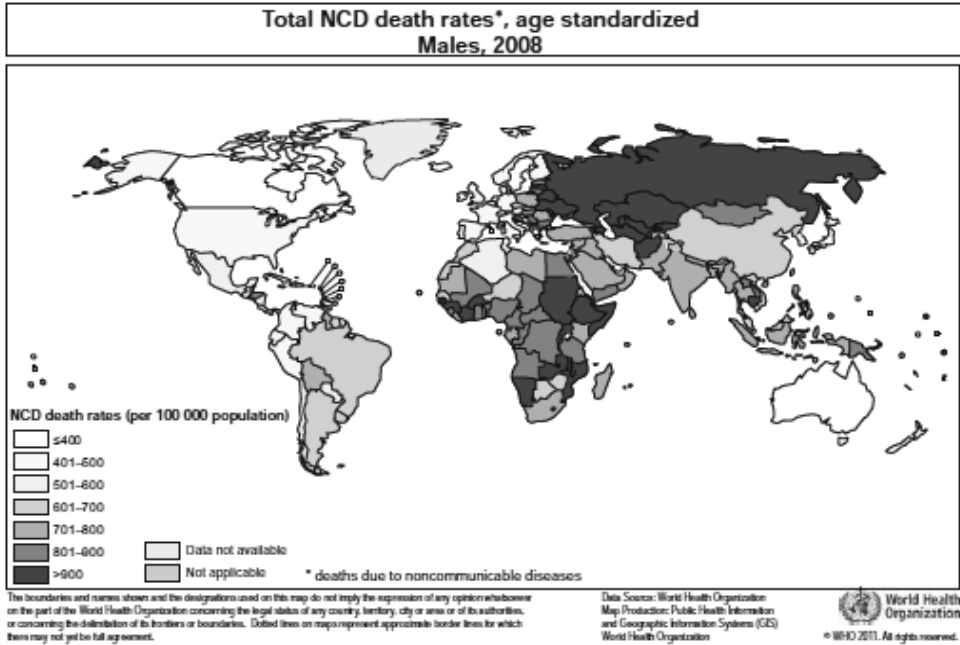 Total NCD death rates*, age standardized
Males, 2008
NCD death rates (per 100 000 population)
≤400
401–500
501–600
601–700
701–800
801–900
>900
Data not available
Not applicable
* deaths due to noncommunicable diseases
The boundaries and names shown and the designations used on this map do not imply the expression of any opinion whatsoever
on the part of the World Health Organization concerning the legal status of any country, territory, city or area or of its authorities,
or concerning the delimitation of its frontiers or boundaries. Dotted lines on maps represent approximate border lines for which
there may not yet be full agreement.
Data Source: World Health Organization
Map Production: Public Health Information
and Geographic Information Systems (GIS)
World Health Organization
World Health
Organization
© WHO 2011. All rights reserved.